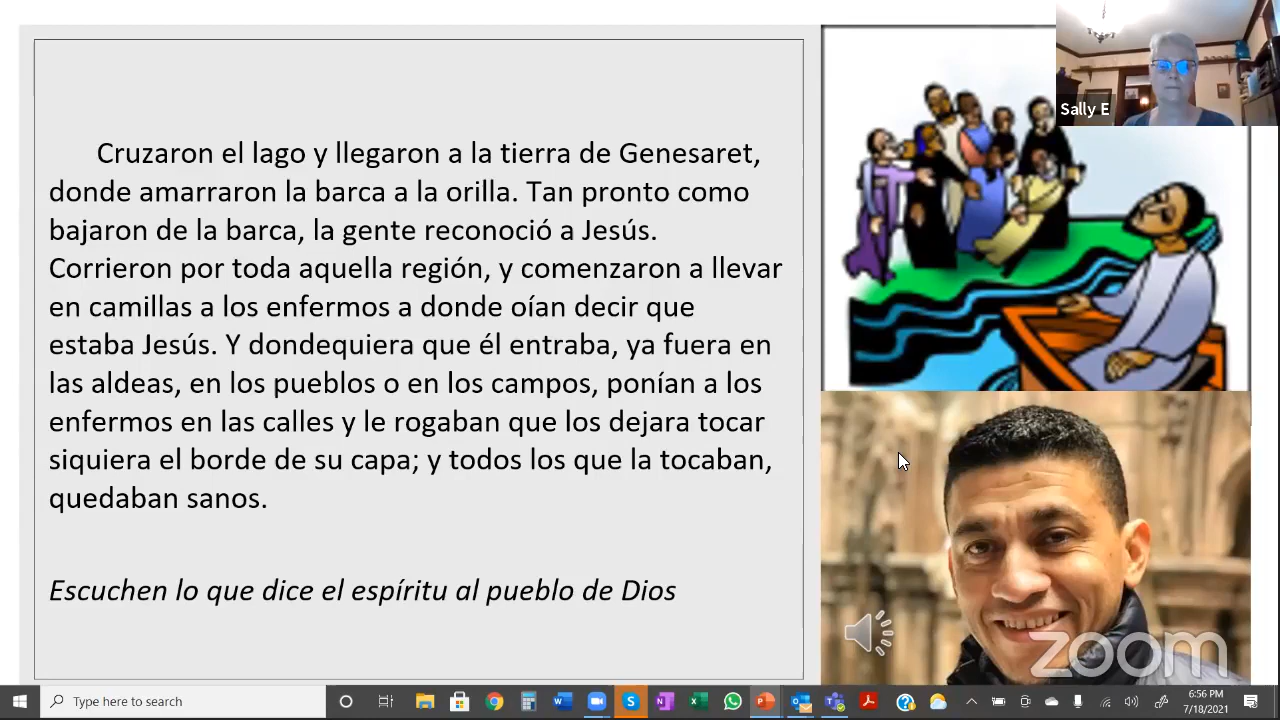 Cruzaron el lago y llegaron a la tierra de Genesaret,
donde amarraron la barca a la orilla. Tan pronto como
bajaron de la barca, la gente reconoció a Jesús.
Corrieron por toda aquella región, y comenzaron a llevar
en camillas a los enfermos a donde oían decir que
estaba Jesús. Y dondequiera que él entraba, ya fuera en
las aldeas, en los pueblos o en los campos, ponían a los
enfermos en las calles y le rogaban que los dejara tocar
siquiera el borde de su capa; y todos los que la tocaban,
quedaban sanos.
Escuchen lo que dice el espíritu al pueblo de Dios
Sally E
zoom
Type here to search
6:56 PM
7/18/2021